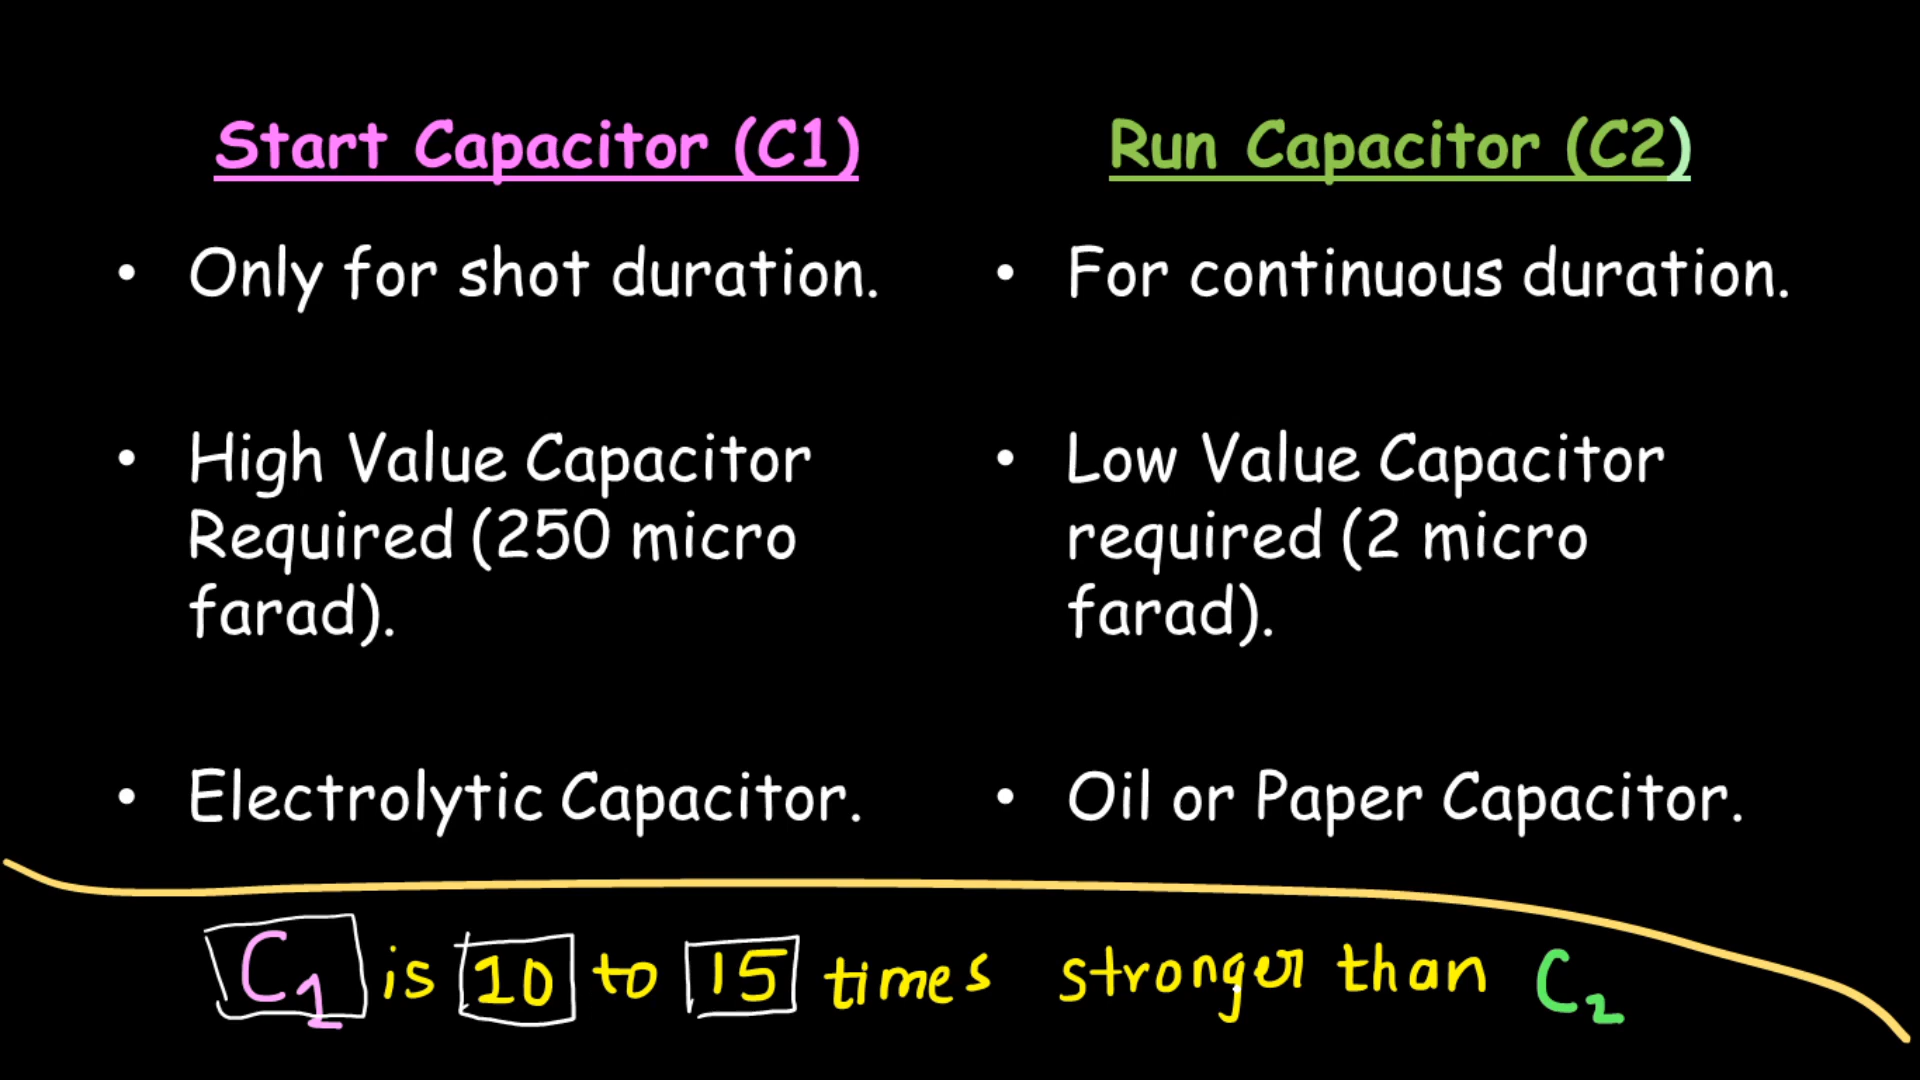 Start Capacitor (C1)
• Only for shot duration.
• High Value Capacitor
Required (250 micro
farad).
• Electrolytic Capacitor.
Run Capacitor (C2)
• For continuous duration.
• Low Value Capacitor
required (2 micro
farad).
• Oil or Paper Capacitor.
C1 is 10 to 15 times stronger than C2